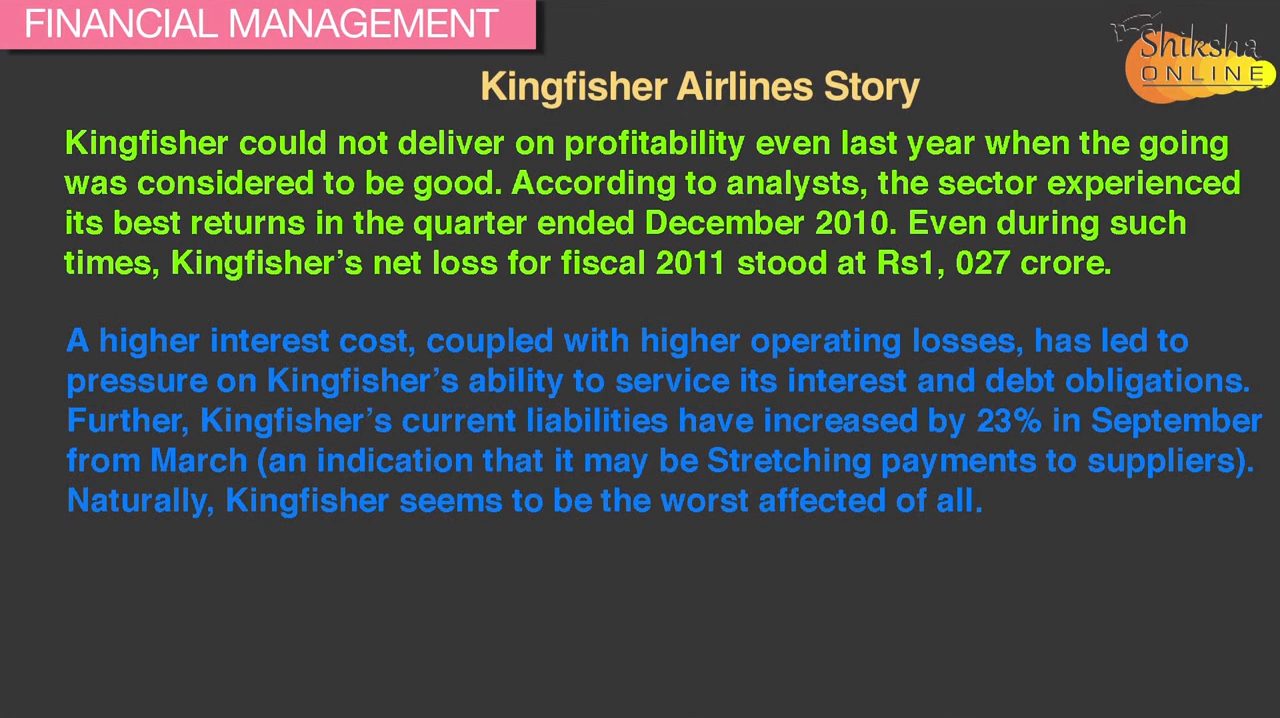 FINANCIAL MANAGEMENT
Shiksha
ONLINE
Kingfisher Airlines Story
Kingfisher could not deliver on profitability even last year when the going
was considered to be good. According to analysts, the sector experienced
its best returns in the quarter ended December 2010. Even during such
times, Kingfisher’s net loss for fiscal 2011 stood at Rs1, 027 crore.
A higher interest cost, coupled with higher operating losses, has led to
pressure on Kingfisher’s ability to service its interest and debt obligations.
Further, Kingfisher’s current liabilities have increased by 23% in September
from March (an indication that it may be Stretching payments to suppliers).
Naturally, Kingfisher seems to be the worst affected of all.